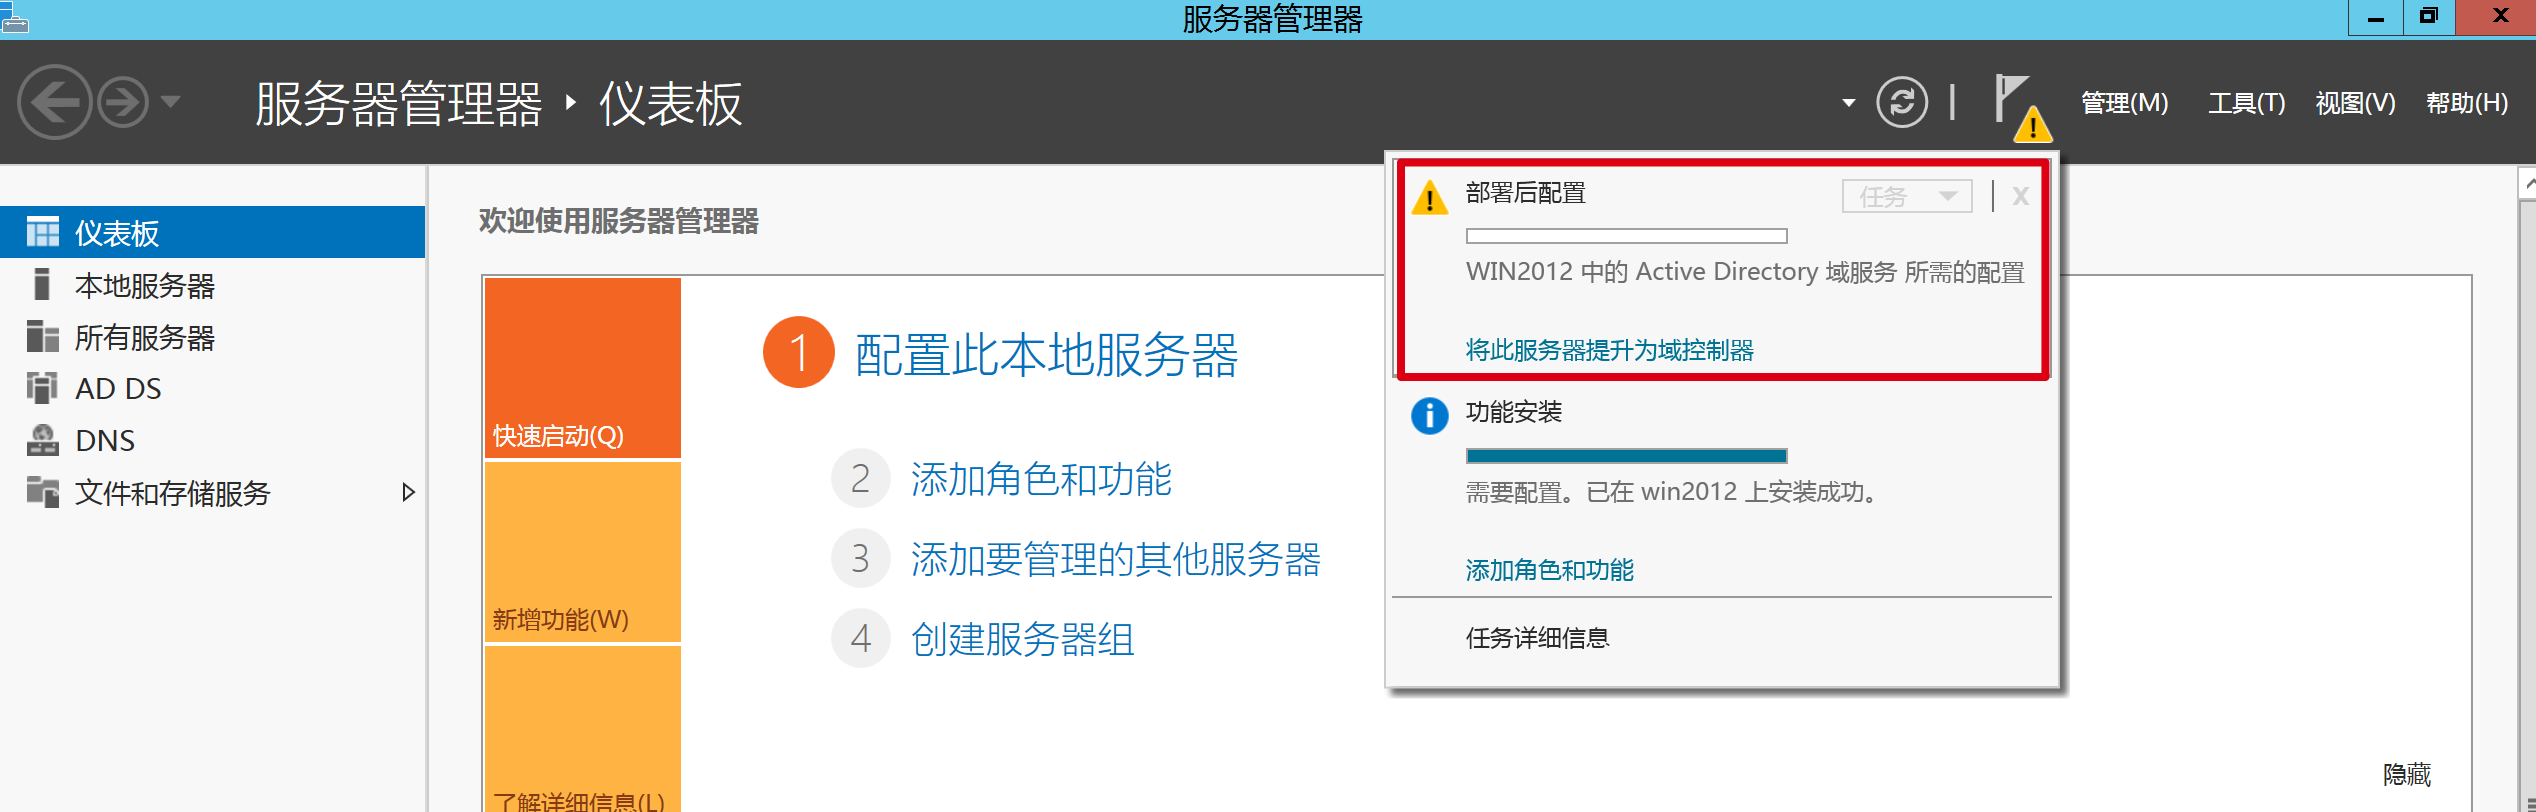 服务器管理器
服务器管理器 ‣ 仪表板
管理(M) 工具(T) 视图(V) 帮助(H)
仪表板
本地服务器
所有服务器
AD DS
DNS
文件和存储服务
欢迎使用服务器管理器
快速启动(Q)
新增功能(W)
了解详细信息(L)
1 配置此本地服务器
2 添加角色和功能
3 添加要管理的其他服务器
4 创建服务器组
部署后配置
任务
X
WIN2012 中的 Active Directory 域服务 所需的配置
将此服务器提升为域控制器
功能安装
需要配置。已在 win2012 上安装成功。
添加角色和功能
任务详细信息
隐藏